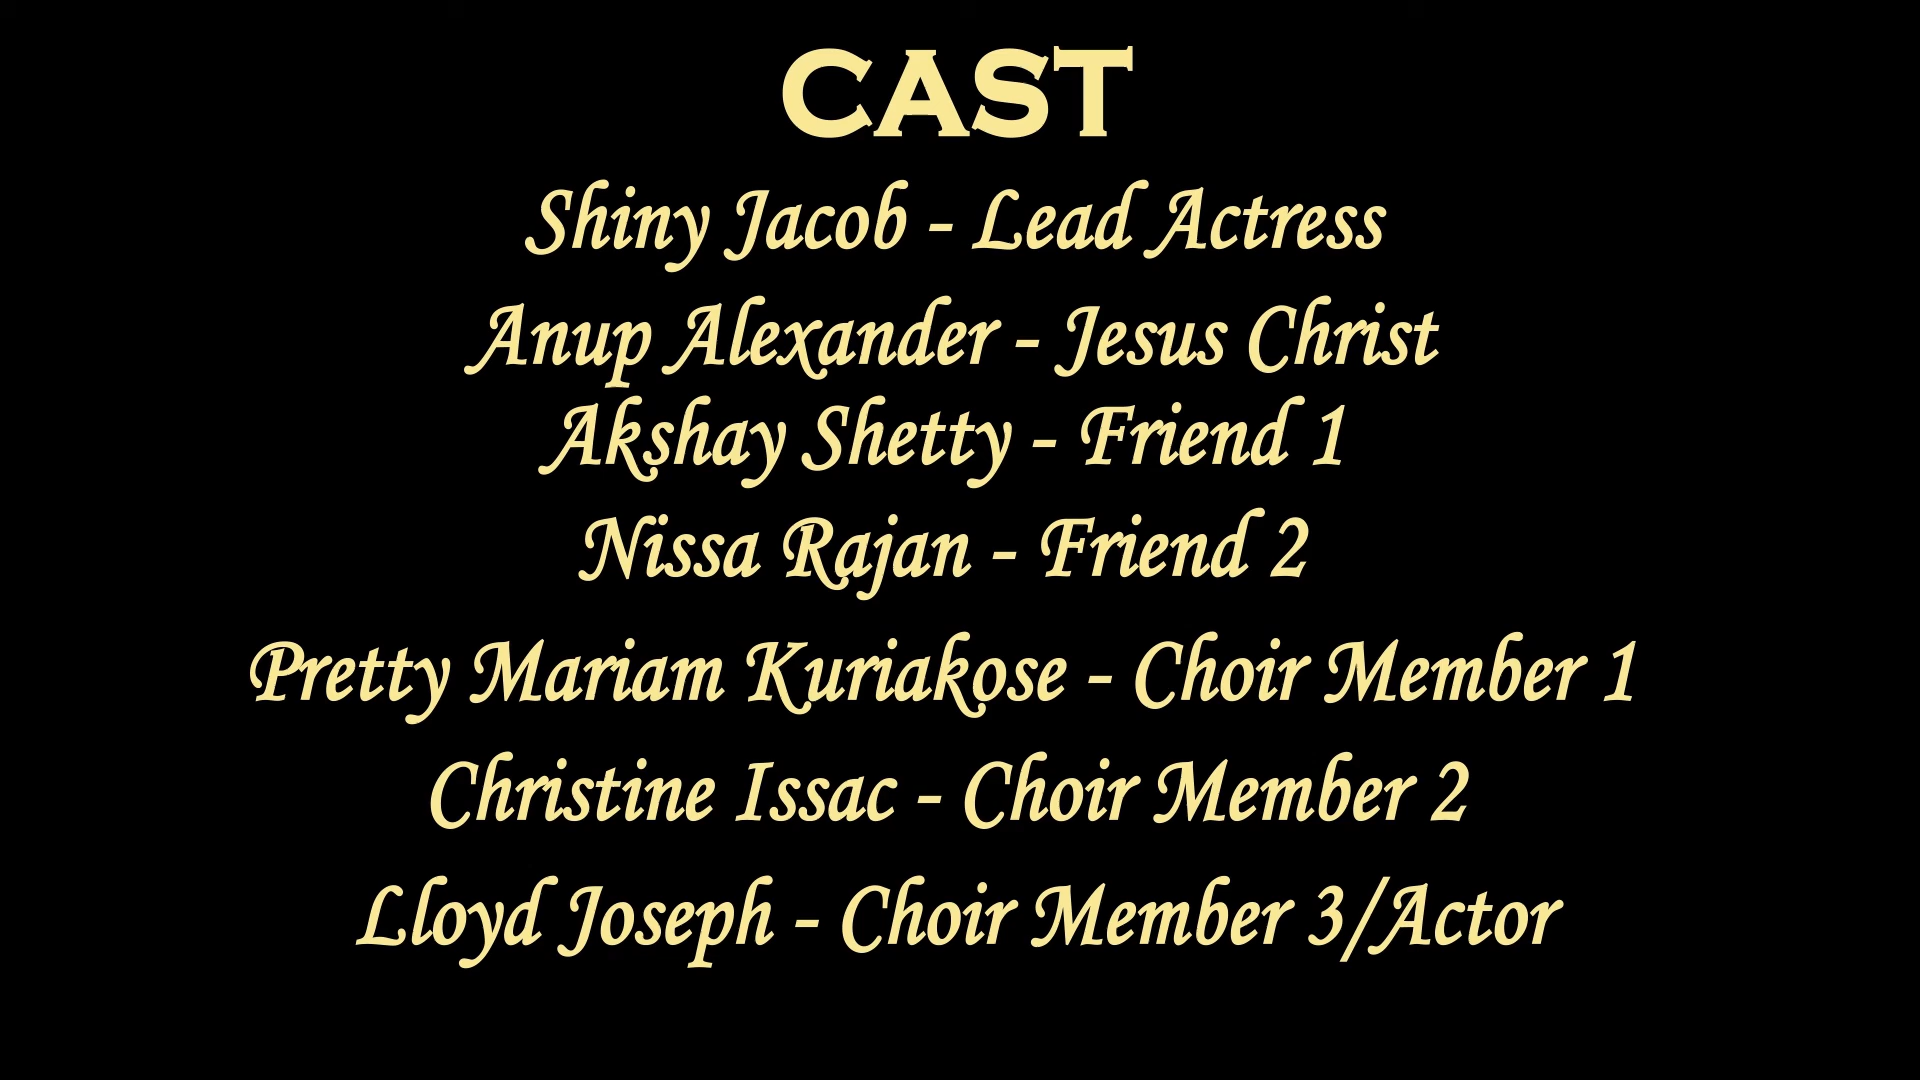 CAST
Shiny Jacob - Lead Actress
Anup Alexander - Jesus Christ
Akshay Shetty - Friend 1
Nissa Rajan - Friend 2
Pretty Mariam Kuriakose - Choir Member 1
Christine Issac - Choir Member 2
Lloyd Joseph - Choir Member 3/Actor